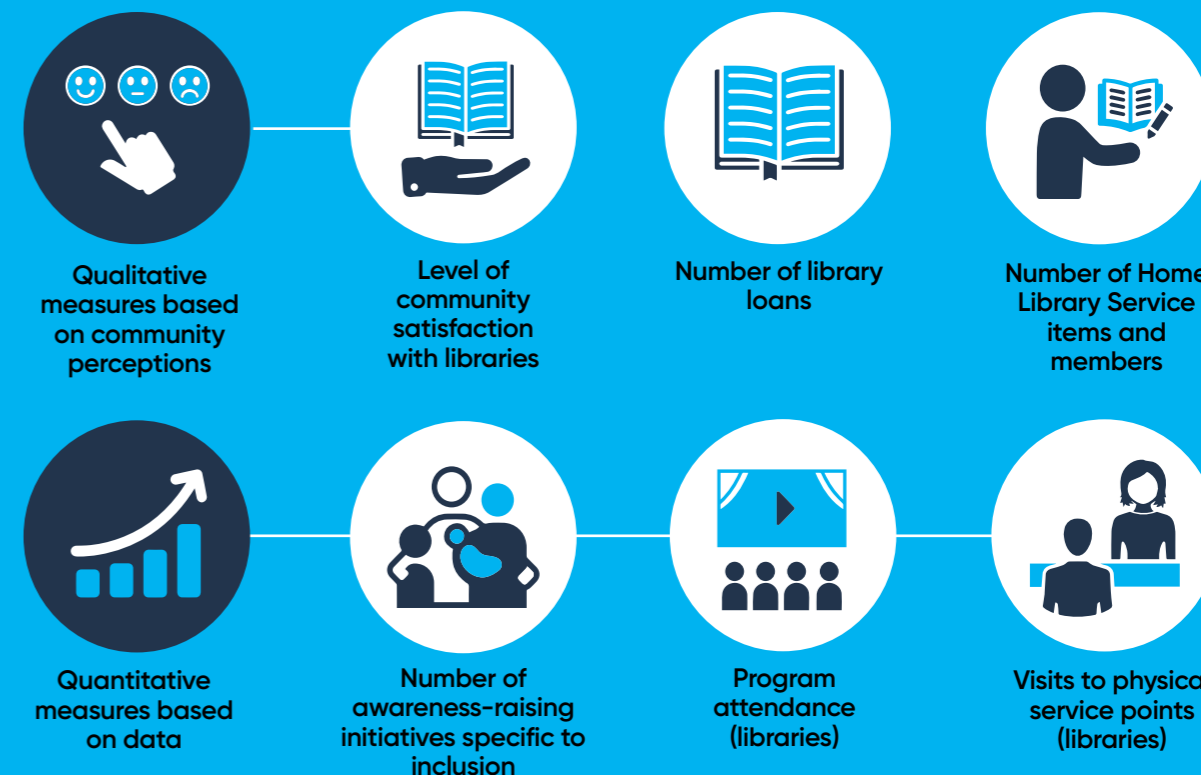 Qualitative
measures based
on community
perceptions
Level of
community
satisfaction
with libraries
Number of library
loans
Number of Home
Library Service
items and
members
Quantitative
measures based
on data
Number of
awareness-raising
initiatives specific to
inclusion
Program
attendance
(libraries)
Visits to physica
service points
(libraries)